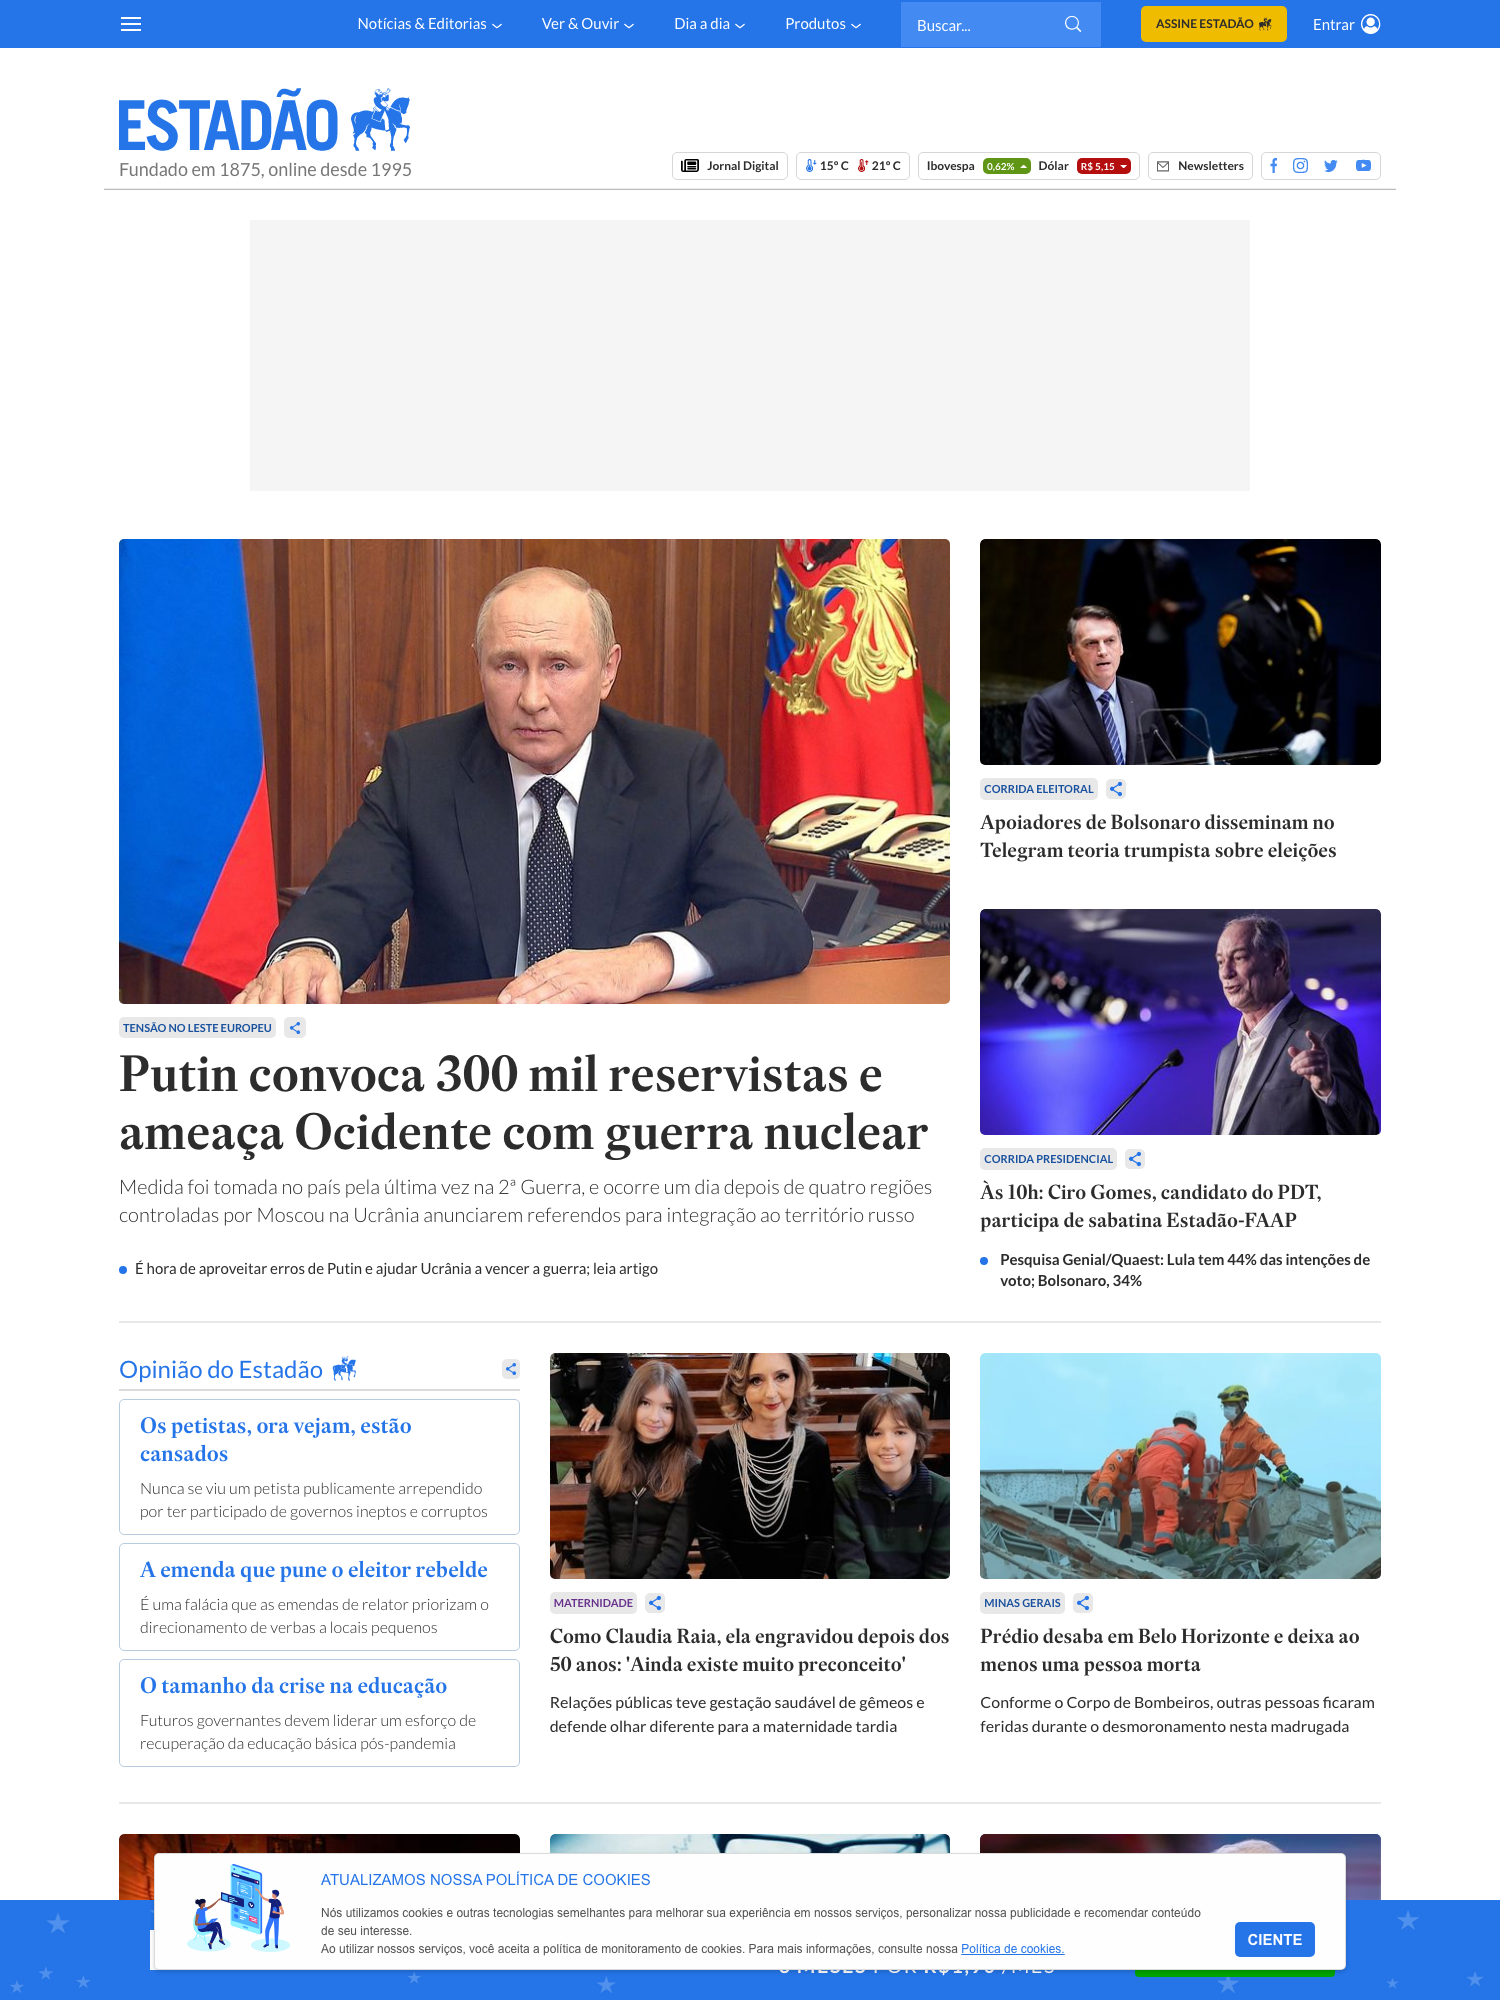 Notícias & Editorias
Ver & Ouvir
Dia a dia
Produtos
Buscar...
ASSINE ESTADÃO
Entrar
ESTADÃO
Fundado em 1875, online desde 1995
Jornal Digital
15º C 21º C
Ibovespa 0,62% Dólar R$ 5,15
Newsletters
TENSÃO NO LESTE EUROPEU
Putin convoca 300 mil reservistas e
ameaça Ocidente com guerra nuclear
Medida foi tomada no país pela última vez na 2ª Guerra, e ocorre um dia depois de quatro regiões
controladas por Moscou na Ucrânia anunciarem referendos para integração ao território russo
É hora de aproveitar erros de Putin e ajudar Ucrânia a vencer a guerra; leia artigo
CORRIDA ELEITORAL
Apoiadores de Bolsonaro disseminam no
Telegram teoria trumpista sobre eleições
CORRIDA PRESIDENCIAL
Às 10h: Ciro Gomes, candidato do PDT,
participa de sabatina Estadão-FAAP
Pesquisa Genial/Quaest: Lula tem 44% das intenções de
voto; Bolsonaro, 34%
Opinião do Estadão
Os petistas, ora vejam, estão
cansados
Nunca se viu um petista publicamente arrependido
por ter participado de governos ineptos e corruptos
A emenda que pune o eleitor rebelde
É uma falácia que as emendas de relator priorizam o
direcionamento de verbas a locais pequenos
O tamanho da crise na educação
Futuros governantes devem liderar um esforço de
recuperação da educação básica pós-pandemia
MATERNIDADE
Como Claudia Raia, ela engravidou depois dos
50 anos: 'Ainda existe muito preconceito'
Relações públicas teve gestação saudável de gêmeos e
defende olhar diferente para a maternidade tardia
MINAS GERAIS
Prédio desaba em Belo Horizonte e deixa ao
menos uma pessoa morta
Conforme o Corpo de Bombeiros, outras pessoas ficaram
feridas durante o desmoronamento nesta madrugada
ATUALIZAMOS NOSSA POLÍTICA DE COOKIES
Nós utilizamos cookies e outras tecnologias semelhantes para melhorar sua experiência em nossos serviços, personalizar nossa publicidade e recomendar conteúdo
de seu interesse.
Ao utilizar nossos serviços, você aceita a política de monitoramento de cookies. Para mais informações, consulte nossa Política de cookies.
CIENTE